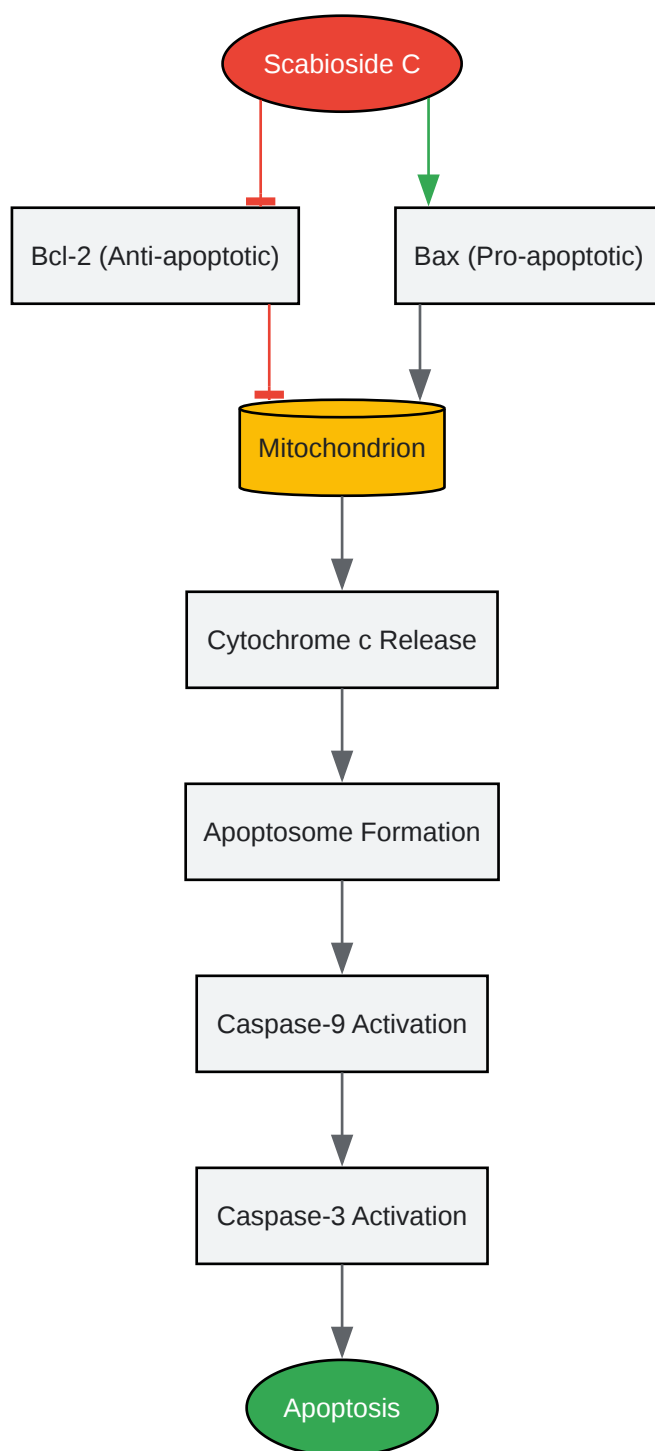 Scabioside C
Bcl-2 (Anti-apoptotic)
Bax (Pro-apoptotic)
Mitochondrion
Cytochrome c Release
Apoptosome Formation
Caspase-9 Activation
Caspase-3 Activation
Apoptosis